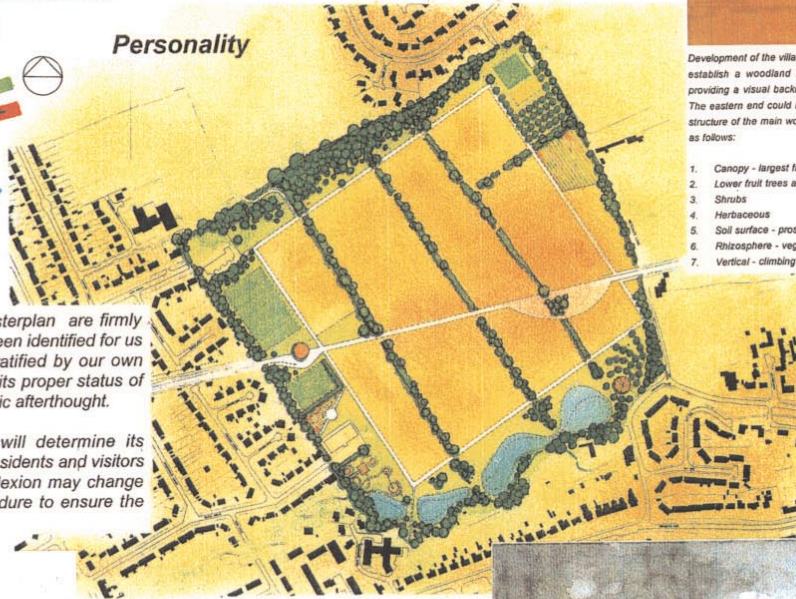 Personality
Development of the villa
establish a woodland
providing a visual back
The eastern end could
structure of the main wo
as follows:
1. Canopy - largest f
2. Lower fruit trees a
3. Shrubs
4. Herbaceous
5. Soil surface - pros
6. Rhizosphere - veg
7. Vertical - climbing
sterplan are firmly
een identified for us
ratified by our own
its proper status of
ic afterthought.
will determine its
sidents and visitors
lexion may change
dure to ensure the